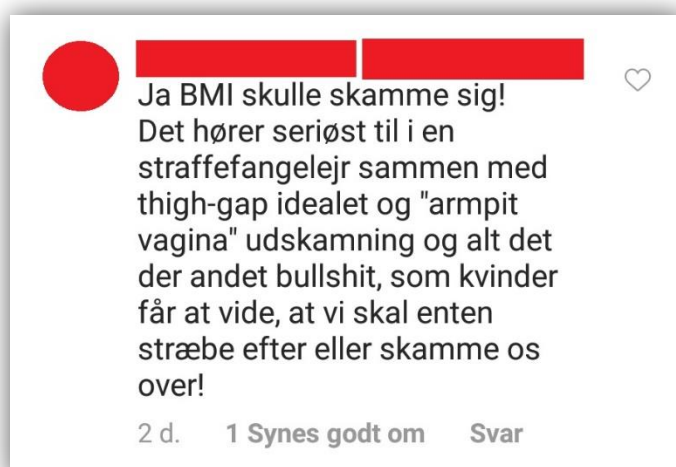 Ja BMI skulle skamme sig!
Det hører seriøst til i en
straffefangelejr sammen med
thigh-gap idealet og "armpit
vagina" udskamning og alt det
der andet bullshit, som kvinder
får at vide, at vi skal enten
stræbe efter eller skamme os
over!
2 d. 1 Synes godt om Svar